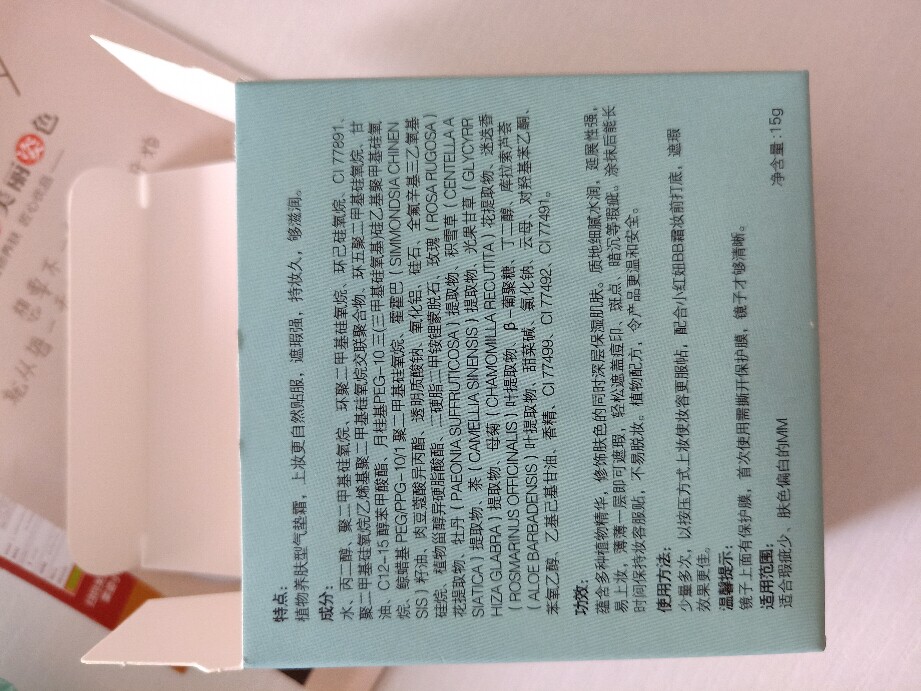 特点：
植物养肤型气垫霜，上妆更自然贴服，遮瑕强，持妆久，够滋润。
成分：
水、丙二醇、聚二甲基硅氧烷、环聚二甲基硅氧烷、环己硅氧烷、CI 77891、
聚二甲基硅氧烷/乙烯基聚二甲基硅氧烷交联聚合物、环五聚二甲基硅氧烷、甘
油、C12-15 醇苯甲酸酯、月桂基PEG-10 三(三甲基硅氧基)硅乙基聚甲基硅氧
烷、鲸蜡基 PEG/PPG-10/1 聚二甲基硅氧烷、霍霍巴 ( SIMMONDSIA CHINEN
SIS ) 籽油、肉豆蔻酸异丙酯、透明质酸钠、氧化铝、硅石、全氟辛基三乙氧基
硅烷、植物甾醇异硬脂酸酯、二硬脂二甲铵锂蒙脱石、玫瑰 ( ROSA RUGOSA )
花提取物、牡丹 ( PAEONIA SUFFRUTICOSA ) 提取物、积雪草 ( CENTELLA A
SIATICA ) 提取物、茶 ( CAMELLIA SINENSIS ) 提取物、光果甘草 ( GLYCYRR
HIZA GLABRA ) 提取物、母菊 ( CHAMOMILLA RECUTITA ) 花提取物、迷迭香
( ROSMARINUS OFFICINALIS ) 叶提取物、β-葡聚糖、丁二醇、库拉索芦荟
( ALOE BARBADENSIS ) 叶提取物、甜菜碱、氯化钠、云母、对羟基苯乙酮、
苯氧乙醇、乙基己基甘油、香精、CI 77499、CI 77492、CI 77491。
功效：
蕴含多种植物精华，修饰肤色的同时深层保湿肌肤。质地细腻水润，延展性强，
易上妆，薄薄一层即可遮瑕，轻松遮盖痘印、斑点、暗沉等瑕疵。涂抹后能长
时间保持妆容服贴，不易脱妆。植物配方，令产品更温和安全。
使用方法：
少量多次，以按压方式上妆使妆容更服帖，配合小红妞BB霜妆前打底，遮瑕
效果更佳。
温馨提示：
镜子上面有保护膜，首次使用需撕开保护膜，镜子才够清晰。
适用范围：
适合瑕疵少、肤色偏白的MM
净含量：15g
美丽姿色